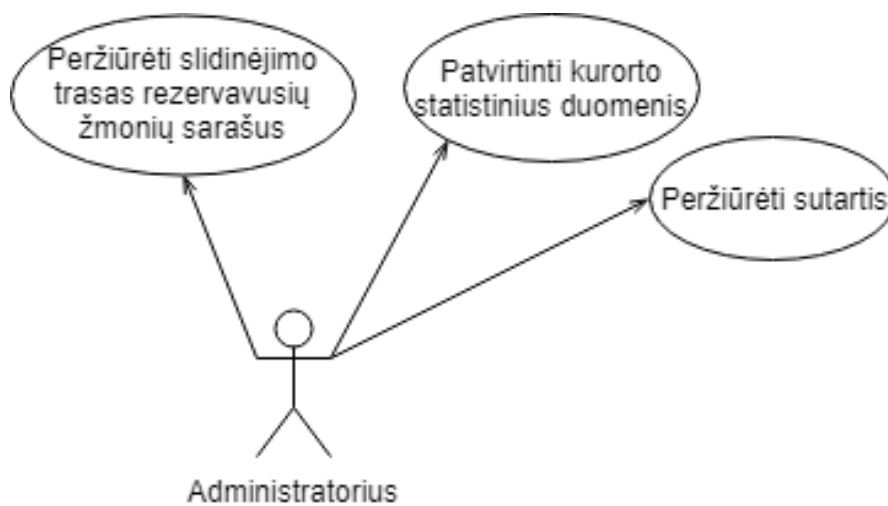 Peržiūrėti slidinėjimo
trasas rezervavusių
žmonių sarašus
Patvirtinti kurorto
statistinius duomenis
Peržiūrėti sutartis
Administratorius